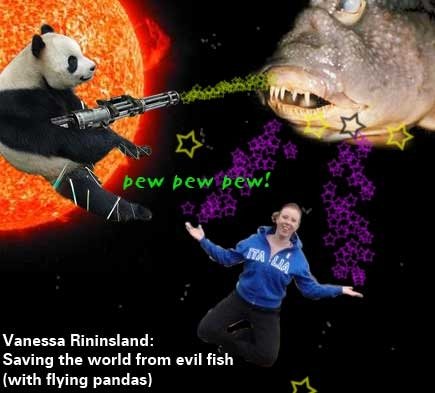 pew pew pew!
ITALIA
Vanessa Rininsland:
Saving the world from evil fish
(with flying pandas)